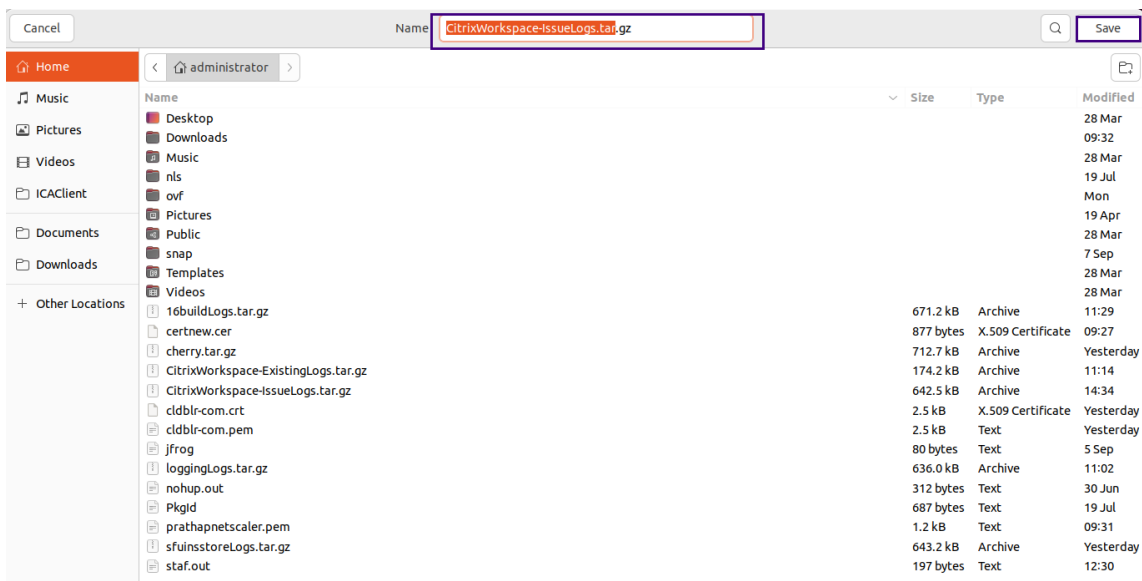 Cancel Name CitrixWorkspace-IssueLogs.tar.gz Save
Home administrator
Name Size Type Modified
Music
Pictures
Videos
ICAClient
Documents
Downloads
+ Other Locations
Desktop 28 Mar
Downloads 09:32
Music 28 Mar
nls 19 Jul
ovf Mon
Pictures 19 Apr
Public 28 Mar
snap 7 Sep
Templates 28 Mar
Videos 28 Mar
16buildLogs.tar.gz 671.2 kB Archive 11:29
certnew.cer 877 bytes X.509 Certificate 09:27
cherry.tar.gz 712.7 kB Archive Yesterday
CitrixWorkspace-ExistingLogs.tar.gz 174.2 kB Archive 11:14
CitrixWorkspace-IssueLogs.tar.gz 642.5 kB Archive 14:34
cldblr-com.crt 2.5 kB X.509 Certificate Yesterday
cldblr-com.pem 2.5 kB Text Yesterday
jfrog 80 bytes Text 5 Sep
loggingLogs.tar.gz 636.0 kB Archive 11:02
nohup.out 312 bytes Text 30 Jun
PkgId 687 bytes Text 19 Jul
prathapnetscaler.pem 1.2 kB Text 09:31
sfuinsstoreLogs.tar.gz 643.2 kB Archive Yesterday
staf.out 197 bytes Text 12:30